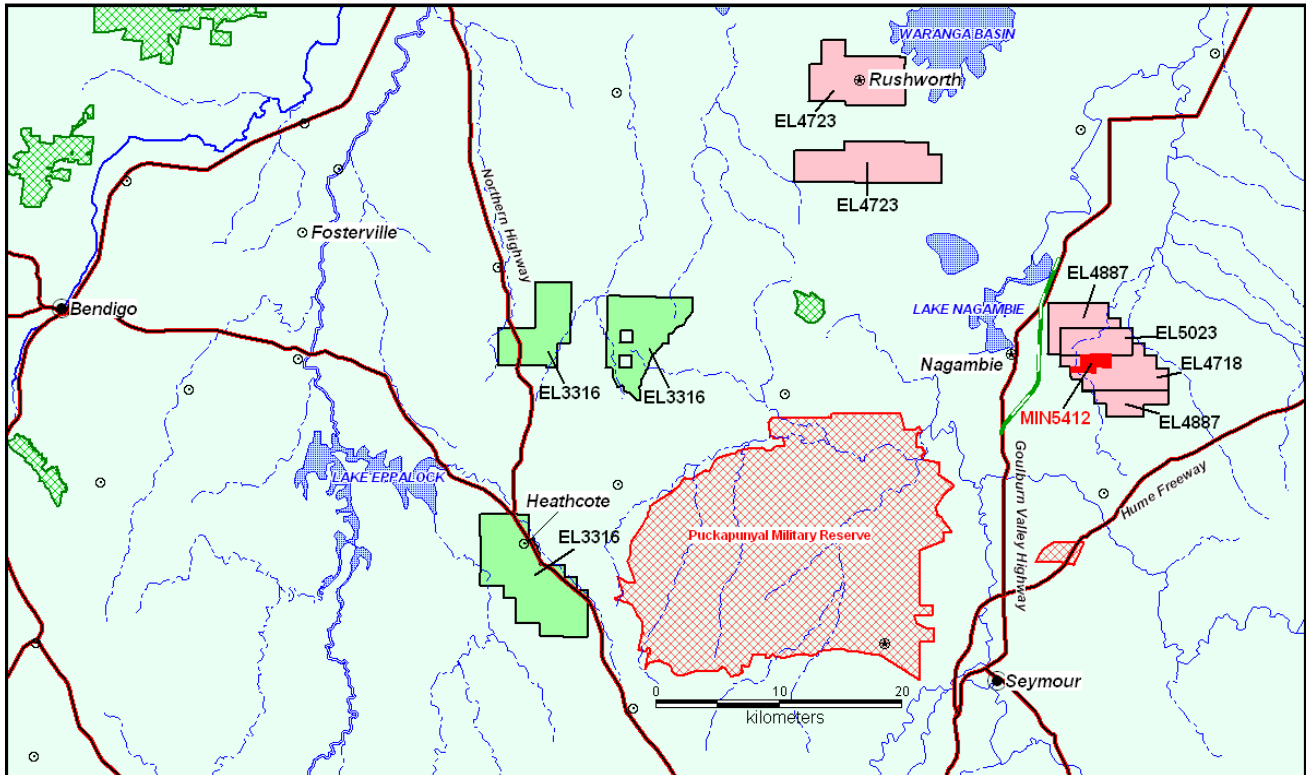 WARANGA BASIN
Rushworth
EL4723
EL4723
Northern Highway
Fosterville
EL4887
Bendigo
LAKE NAGAMBIE
EL5023
Nagambie
EL4718
EL3316
EL3316
MIN5412
EL4887
LAKE EPPALOCK
Heathcote
Hume Freeway
EL3316
Puckapunyal Military Reserve
Goulburn Valley Highway
Seymour
0 10 20
kilometers